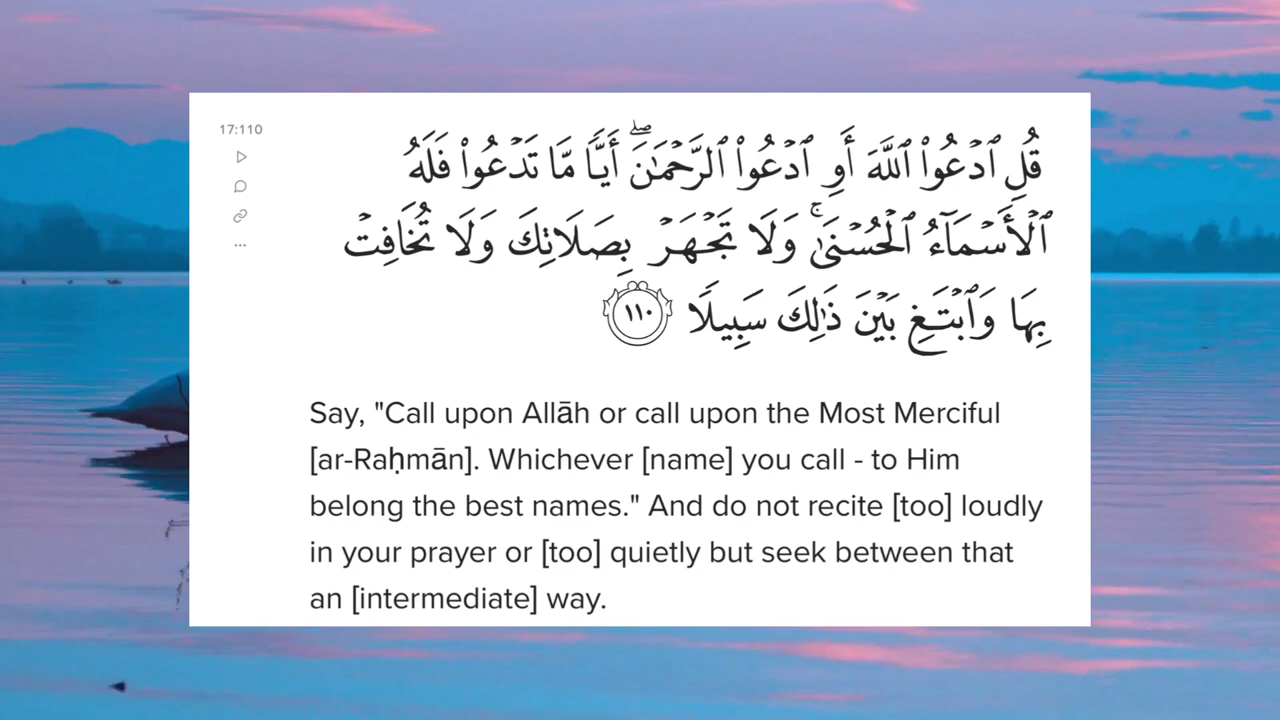 17:110
قُلِ ٱدْعُوا۟ ٱللَّهَ أَوِ ٱدْعُوا۟ ٱلرَّحْمَـٰنَ ۖ أَيًّا مَّا تَدْعُوا۟ فَلَهُ
ٱلْأَسْمَآءُ ٱلْحُسْنَىٰ ۚ وَلَا تَجْهَرْ بِصَلَاتِكَ وَلَا تُخَافِتْ
بِهَا وَٱبْتَغِ بَيْنَ ذَٰلِكَ سَبِيلًا ١١٠
Say, "Call upon Allāh or call upon the Most Merciful
[ar-Raḥmān]. Whichever [name] you call - to Him
belong the best names." And do not recite [too] loudly
in your prayer or [too] quietly but seek between that
an [intermediate] way.